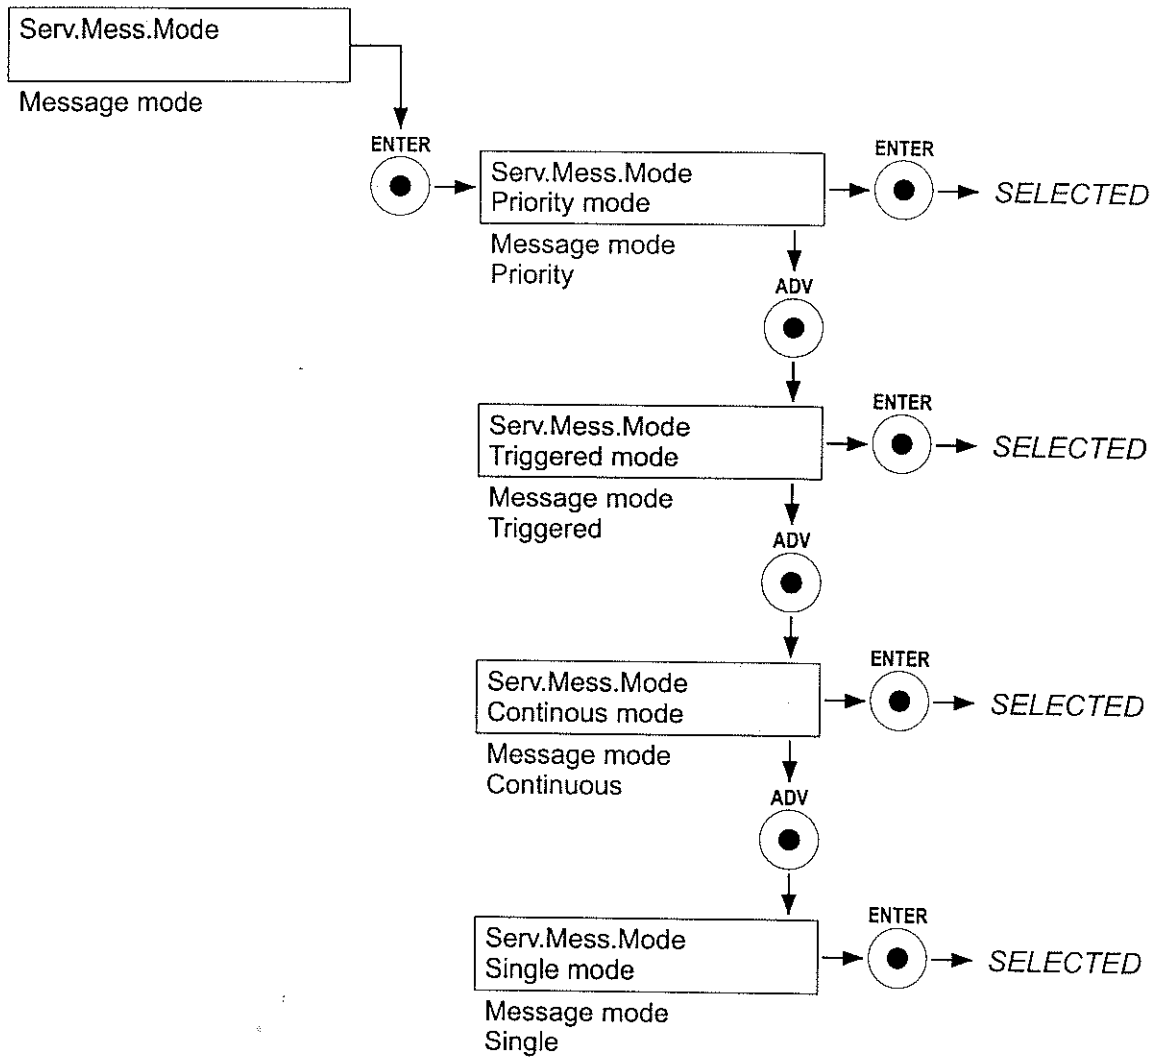 Serv.Mess.Mode
Message mode
ENTER
Serv.Mess.Mode
Priority mode
ENTER
SELECTED
Message mode
Priority
ADV
Serv.Mess.Mode
Triggered mode
ENTER
SELECTED
Message mode
Triggered
ADV
Serv.Mess.Mode
Continous mode
ENTER
SELECTED
Message mode
Continuous
ADV
Serv.Mess.Mode
Single mode
ENTER
SELECTED
Message mode
Single